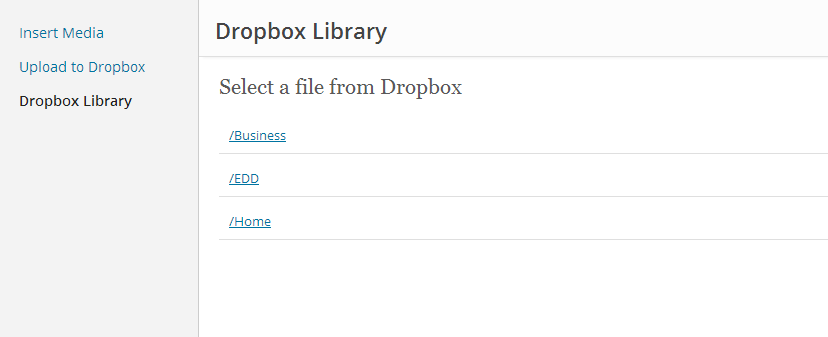 Insert Media
Upload to Dropbox
Dropbox Library
Dropbox Library
Select a file from Dropbox
/Business
/EDD
/Home